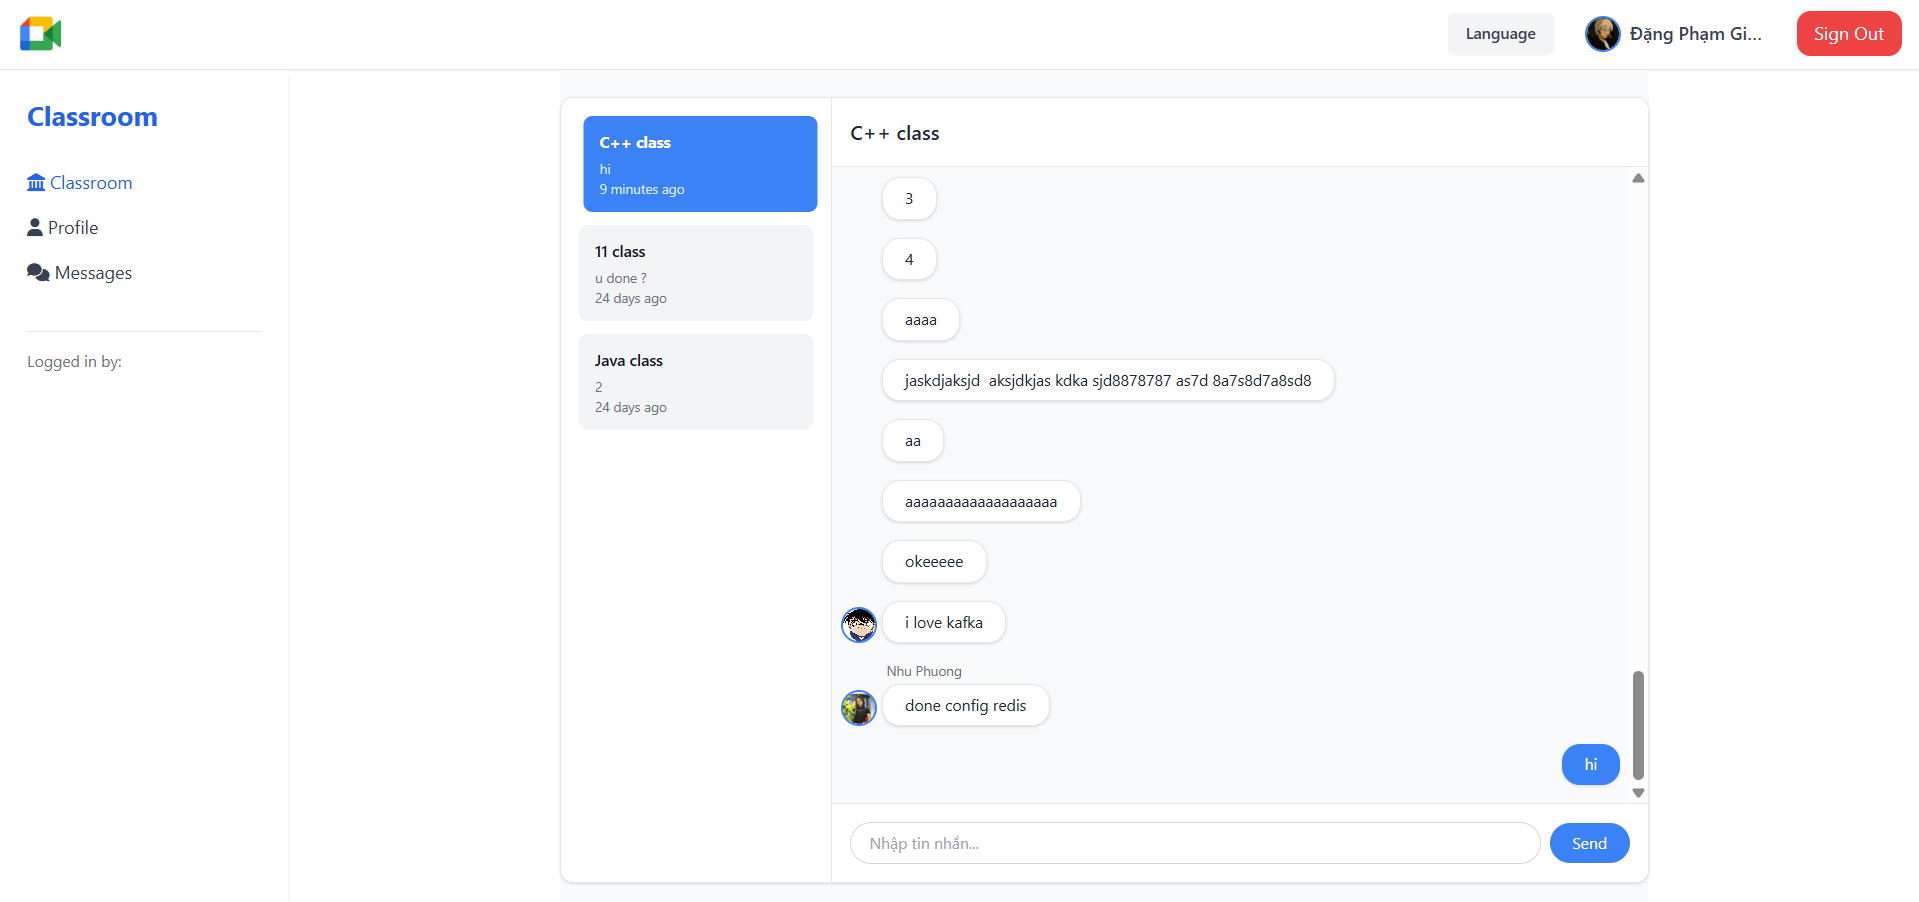 Language
Đặng Phạm Gi...
Sign Out
Classroom
Classroom
Profile
Messages
Logged in by:
C++ class
hi
9 minutes ago
11 class
u done ?
24 days ago
Java class
2
24 days ago
C++ class
3
4
aaaa
jaskdjaksjd  aksjdkjas kdka sjd8878787 as7d 8a7s8d7a8sd8
aa
aaaaaaaaaaaaaaaaaaa
okeeeee
i love kafka
Nhu Phuong
done config redis
hi
Nhập tin nhắn...
Send